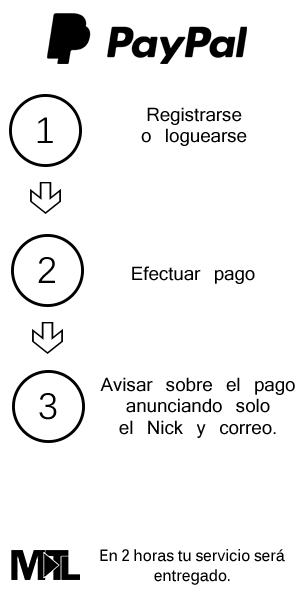 PayPal
1
Registrarse
o loguearse
2
Efectuar pago
3
Avisar sobre el pago
anunciando solo
el Nick y correo.
En 2 horas tu servicio será
entregado.